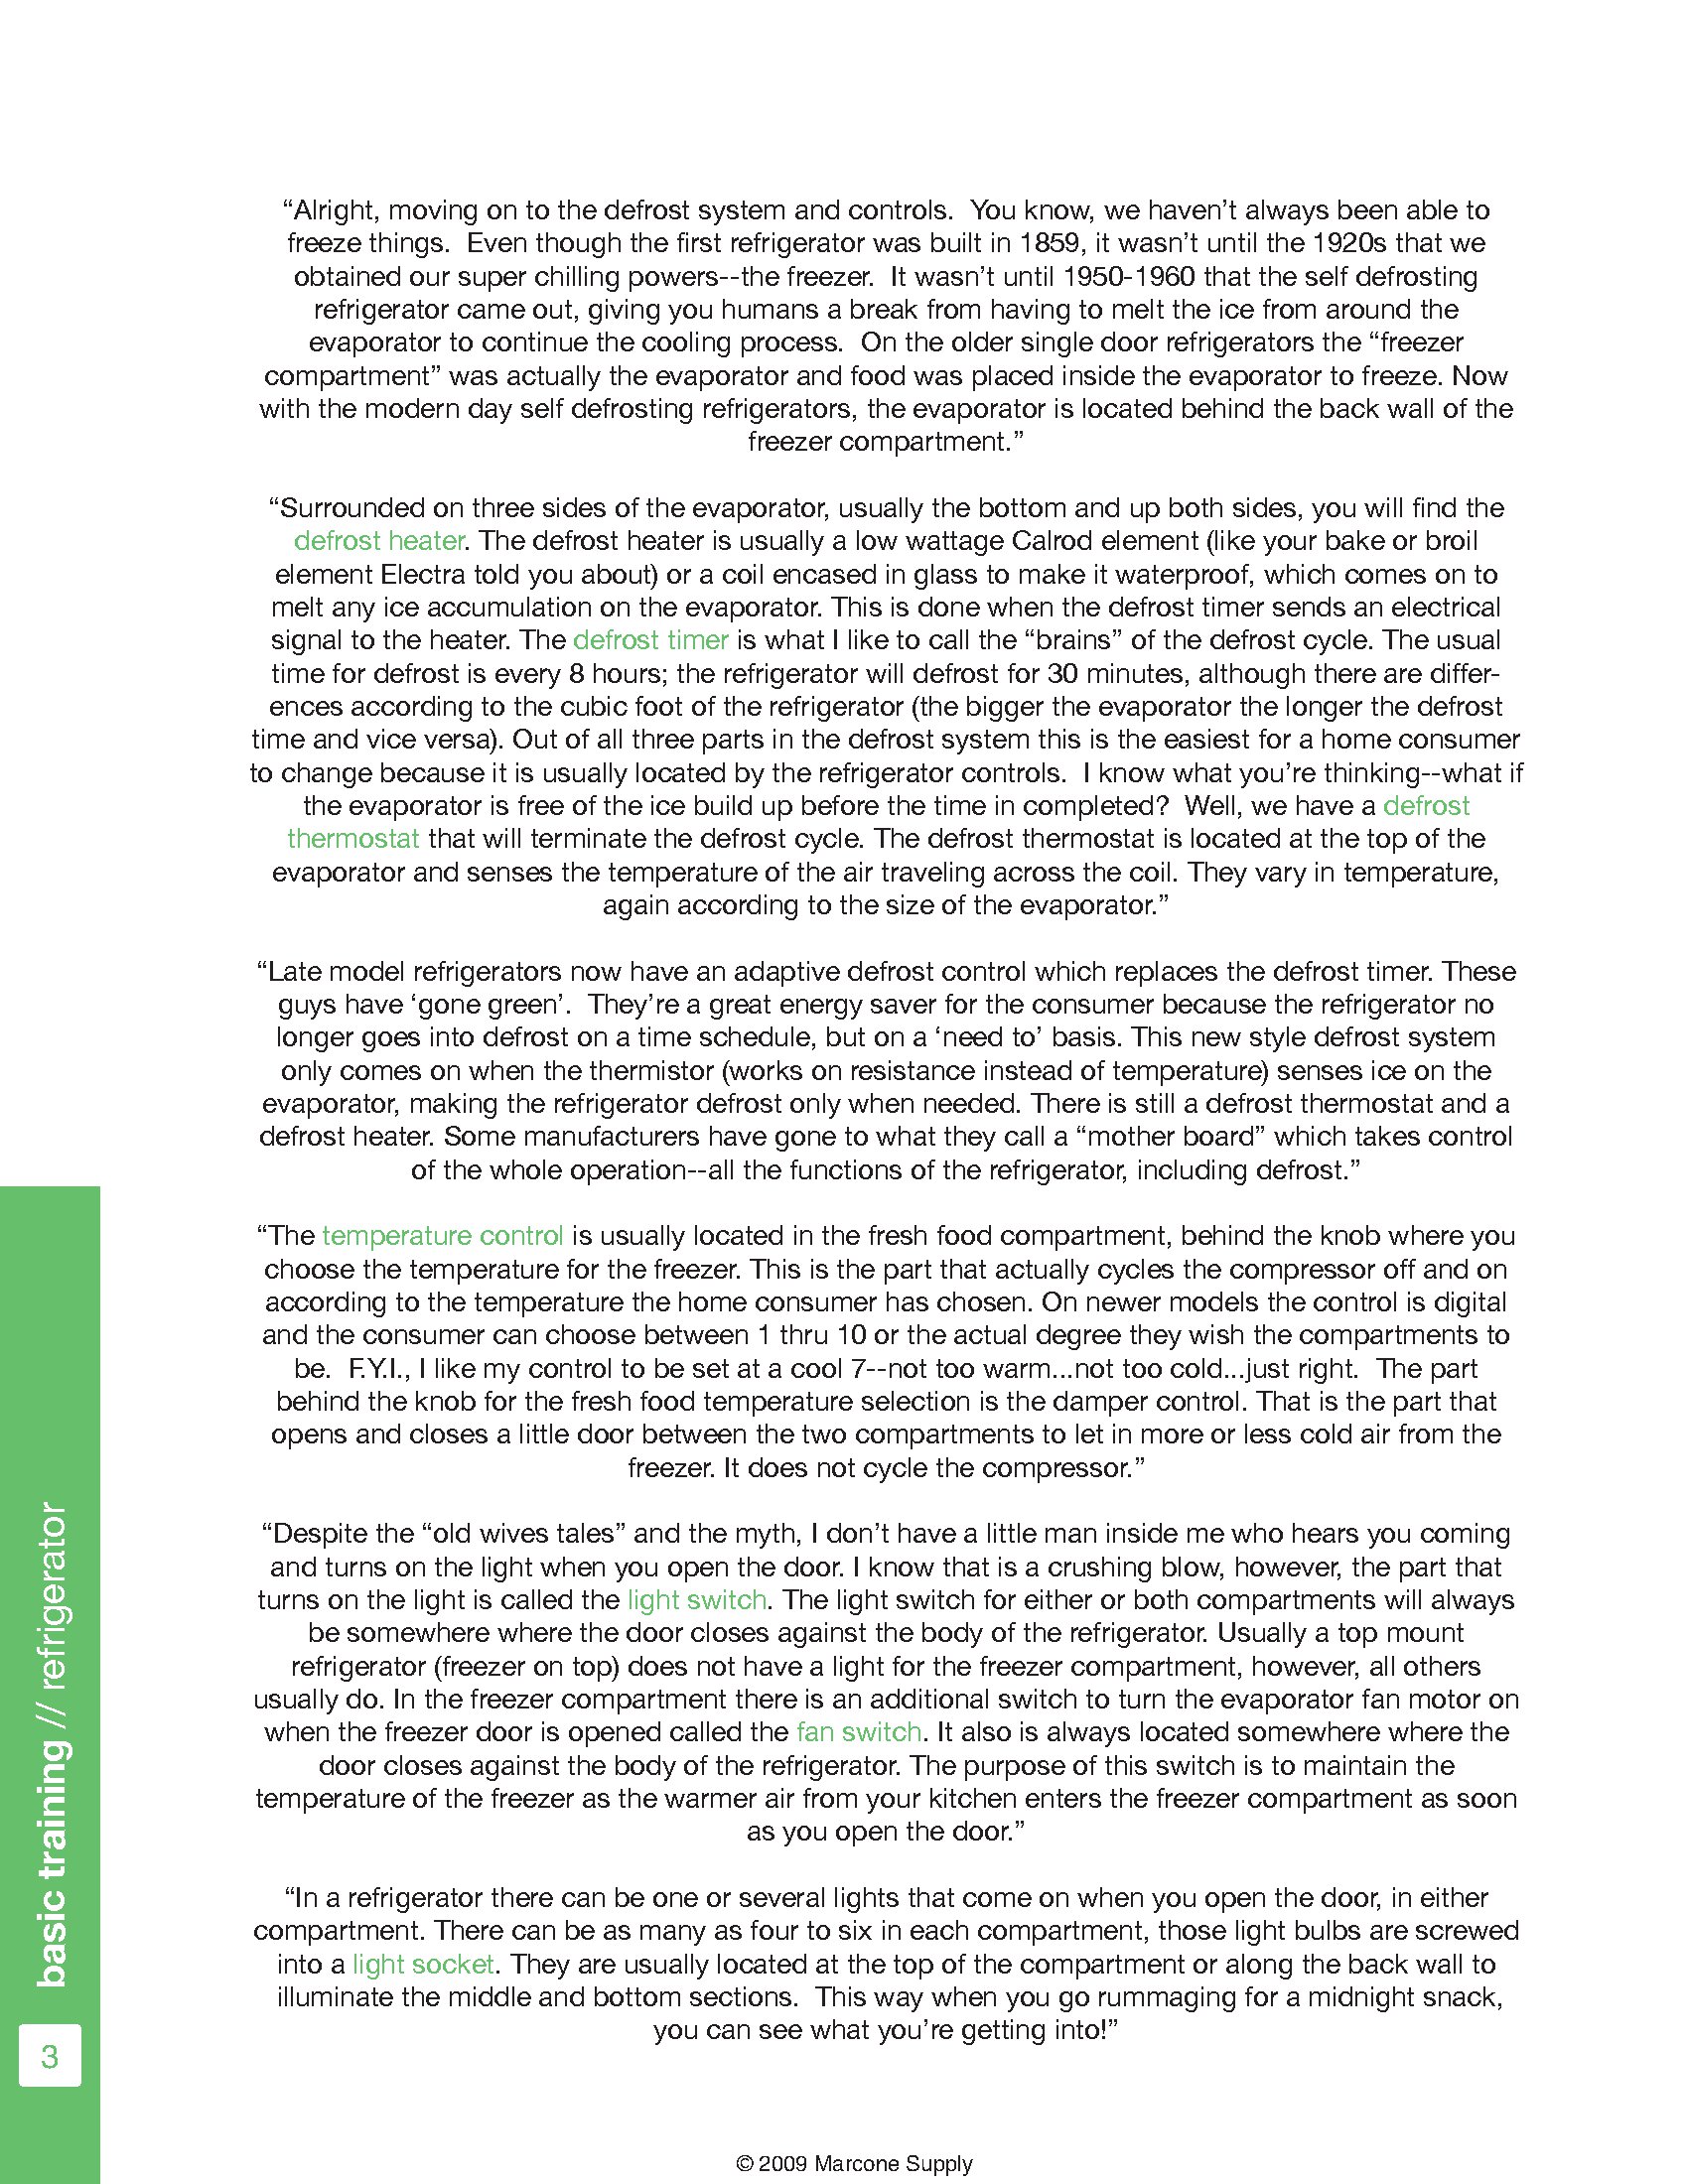 “Alright, moving on to the defrost system and controls.  You know, we haven’t always been able to
freeze things.  Even though the first refrigerator was built in 1859, it wasn’t until the 1920s that we
obtained our super chilling powers--the freezer.  It wasn’t until 1950-1960 that the self defrosting
refrigerator came out, giving you humans a break from having to melt the ice from around the
evaporator to continue the cooling process.  On the older single door refrigerators the “freezer
compartment” was actually the evaporator and food was placed inside the evaporator to freeze. Now
with the modern day self defrosting refrigerators, the evaporator is located behind the back wall of the
freezer compartment.”
“Surrounded on three sides of the evaporator, usually the bottom and up both sides, you will find the
defrost heater. The defrost heater is usually a low wattage Calrod element (like your bake or broil
element Electra told you about) or a coil encased in glass to make it waterproof, which comes on to
melt any ice accumulation on the evaporator. This is done when the defrost timer sends an electrical
signal to the heater. The defrost timer is what I like to call the “brains” of the defrost cycle. The usual
time for defrost is every 8 hours; the refrigerator will defrost for 30 minutes, although there are differ-
ences according to the cubic foot of the refrigerator (the bigger the evaporator the longer the defrost
time and vice versa). Out of all three parts in the defrost system this is the easiest for a home consumer
to change because it is usually located by the refrigerator controls.  I know what you’re thinking--what if
the evaporator is free of the ice build up before the time in completed?  Well, we have a defrost
thermostat that will terminate the defrost cycle. The defrost thermostat is located at the top of the
evaporator and senses the temperature of the air traveling across the coil. They vary in temperature,
again according to the size of the evaporator.”
“Late model refrigerators now have an adaptive defrost control which replaces the defrost timer. These
guys have ‘gone green’.  They’re a great energy saver for the consumer because the refrigerator no
longer goes into defrost on a time schedule, but on a ‘need to’ basis. This new style defrost system
only comes on when the thermistor (works on resistance instead of temperature) senses ice on the
evaporator, making the refrigerator defrost only when needed. There is still a defrost thermostat and a
defrost heater. Some manufacturers have gone to what they call a “mother board” which takes control
of the whole operation--all the functions of the refrigerator, including defrost.”
“The temperature control is usually located in the fresh food compartment, behind the knob where you
choose the temperature for the freezer. This is the part that actually cycles the compressor off and on
according to the temperature the home consumer has chosen. On newer models the control is digital
and the consumer can choose between 1 thru 10 or the actual degree they wish the compartments to
be.  F.Y.I., I like my control to be set at a cool 7--not too warm...not too cold...just right.  The part
behind the knob for the fresh food temperature selection is the damper control. That is the part that
opens and closes a little door between the two compartments to let in more or less cold air from the
freezer. It does not cycle the compressor.”
“Despite the “old wives tales” and the myth, I don’t have a little man inside me who hears you coming
and turns on the light when you open the door. I know that is a crushing blow, however, the part that
turns on the light is called the light switch. The light switch for either or both compartments will always
be somewhere where the door closes against the body of the refrigerator. Usually a top mount
refrigerator (freezer on top) does not have a light for the freezer compartment, however, all others
usually do. In the freezer compartment there is an additional switch to turn the evaporator fan motor on
when the freezer door is opened called the fan switch. It also is always located somewhere where the
door closes against the body of the refrigerator. The purpose of this switch is to maintain the
temperature of the freezer as the warmer air from your kitchen enters the freezer compartment as soon
as you open the door.”
“In a refrigerator there can be one or several lights that come on when you open the door, in either
compartment. There can be as many as four to six in each compartment, those light bulbs are screwed
into a light socket. They are usually located at the top of the compartment or along the back wall to
illuminate the middle and bottom sections.  This way when you go rummaging for a midnight snack,
you can see what you’re getting into!”
basic training // refrigerator
3
© 2009 Marcone Supply